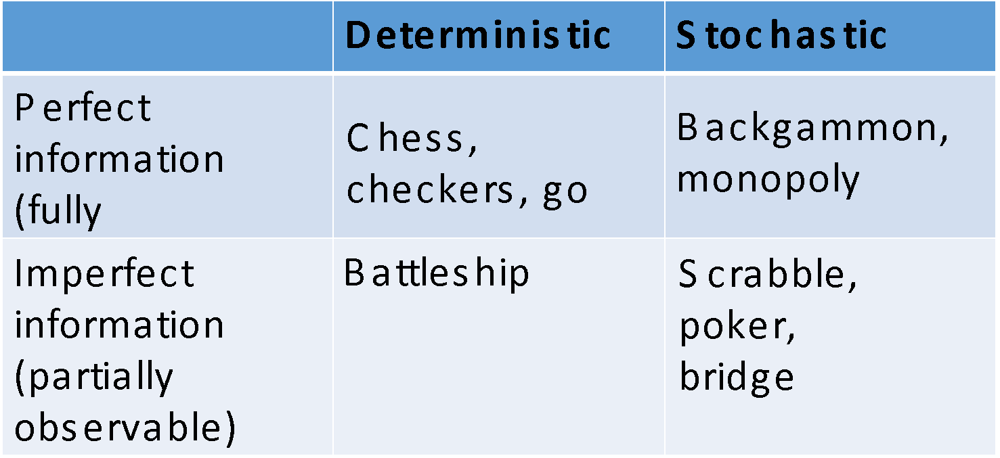 Deterministic
Stochastic
Perfect
information
(fully
Chess,
checkers, go
Backgammon,
monopoly
Imperfect
information
(partially
observable)
Battleship
Scrabble,
poker,
bridge